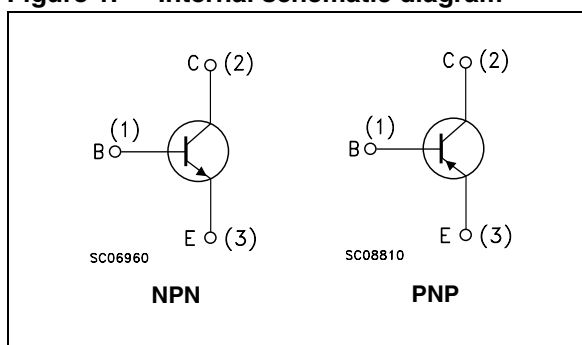 Figure 1. Internal schematic diagram
C (2)
(1)
B
E (3)
SC06960
NPN
C (2)
(1)
B
E (3)
SC08810
PNP